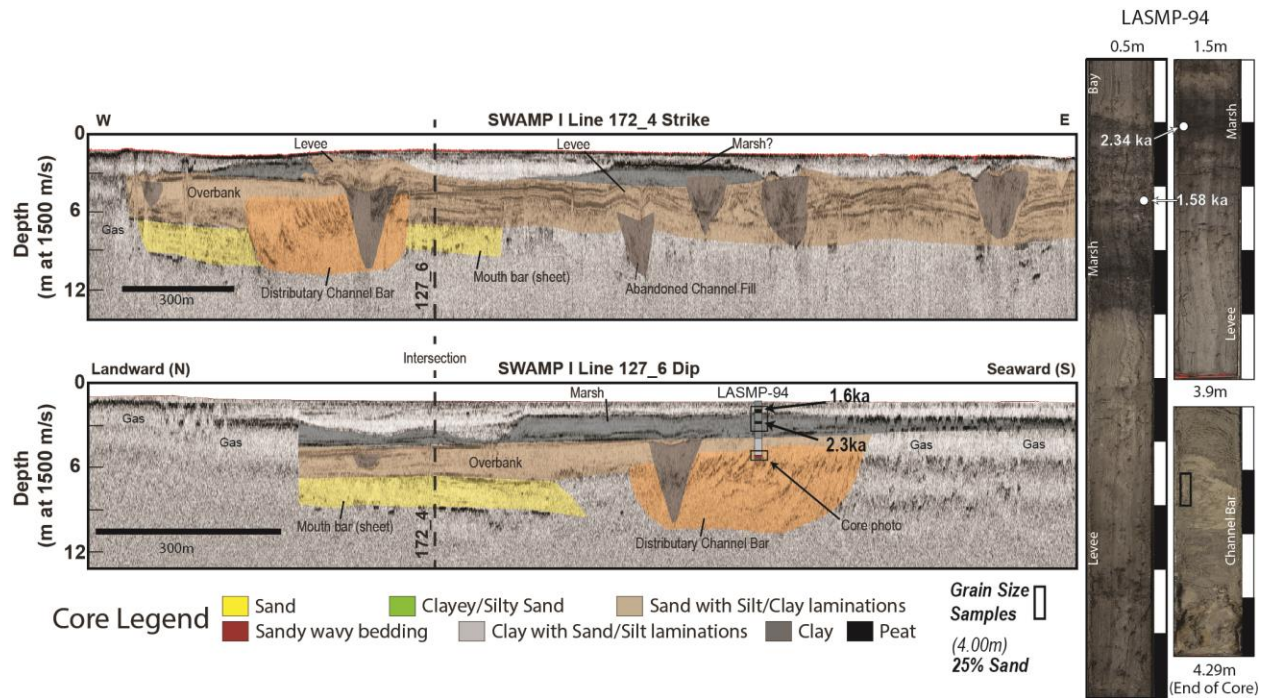 LASMP-94
0.5m
1.5m
Bay
Marsh
2.34 ka
1.58 ka
Marsh
Levee
Levee
3.9m
Channel Bar
4.29m
(End of Core)
SWAMP I Line 172_4 Strike
W
E
Depth
(m at 1500 m/s)
0
6
12
Levee
Levee
Marsh?
Overbank
Gas
Mouth bar (sheet)
Distributary Channel Bar
Abandoned Channel Fill
300m
127_6
Intersection
SWAMP I Line 127_6 Dip
Landward (N)
Seaward (S)
Depth
(m at 1500 m/s)
0
6
12
Gas
Gas
Marsh
LASMP-94
1.6ka
2.3ka
Overbank
Gas
Gas
Mouth bar (sheet)
Core photo
Distributary Channel Bar
300m
172_4
Core Legend
Sand
Clayey/Silty Sand
Sand with Silt/Clay laminations
Sandy wavy bedding
Clay with Sand/Silt laminations
Clay
Peat
Grain Size
Samples
(4.00m)
25% Sand